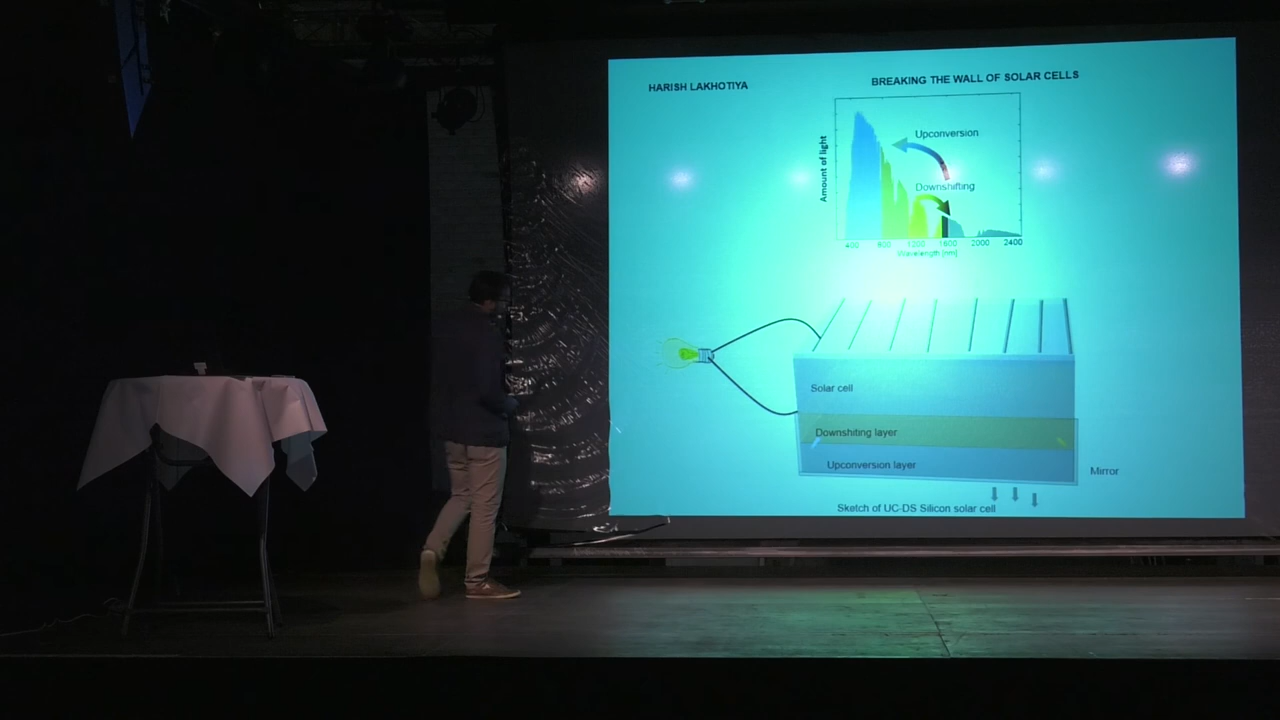 HARISH LAKHOTIYA
BREAKING THE WALL OF SOLAR CELLS
Amount of light
Upconversion
Downshifting
400 800 1200 1600 2000 2400
Wavelength [nm]
Solar cell
Downshiting layer
Upconversion layer
Mirror
Sketch of UC-DS Silicon solar cell